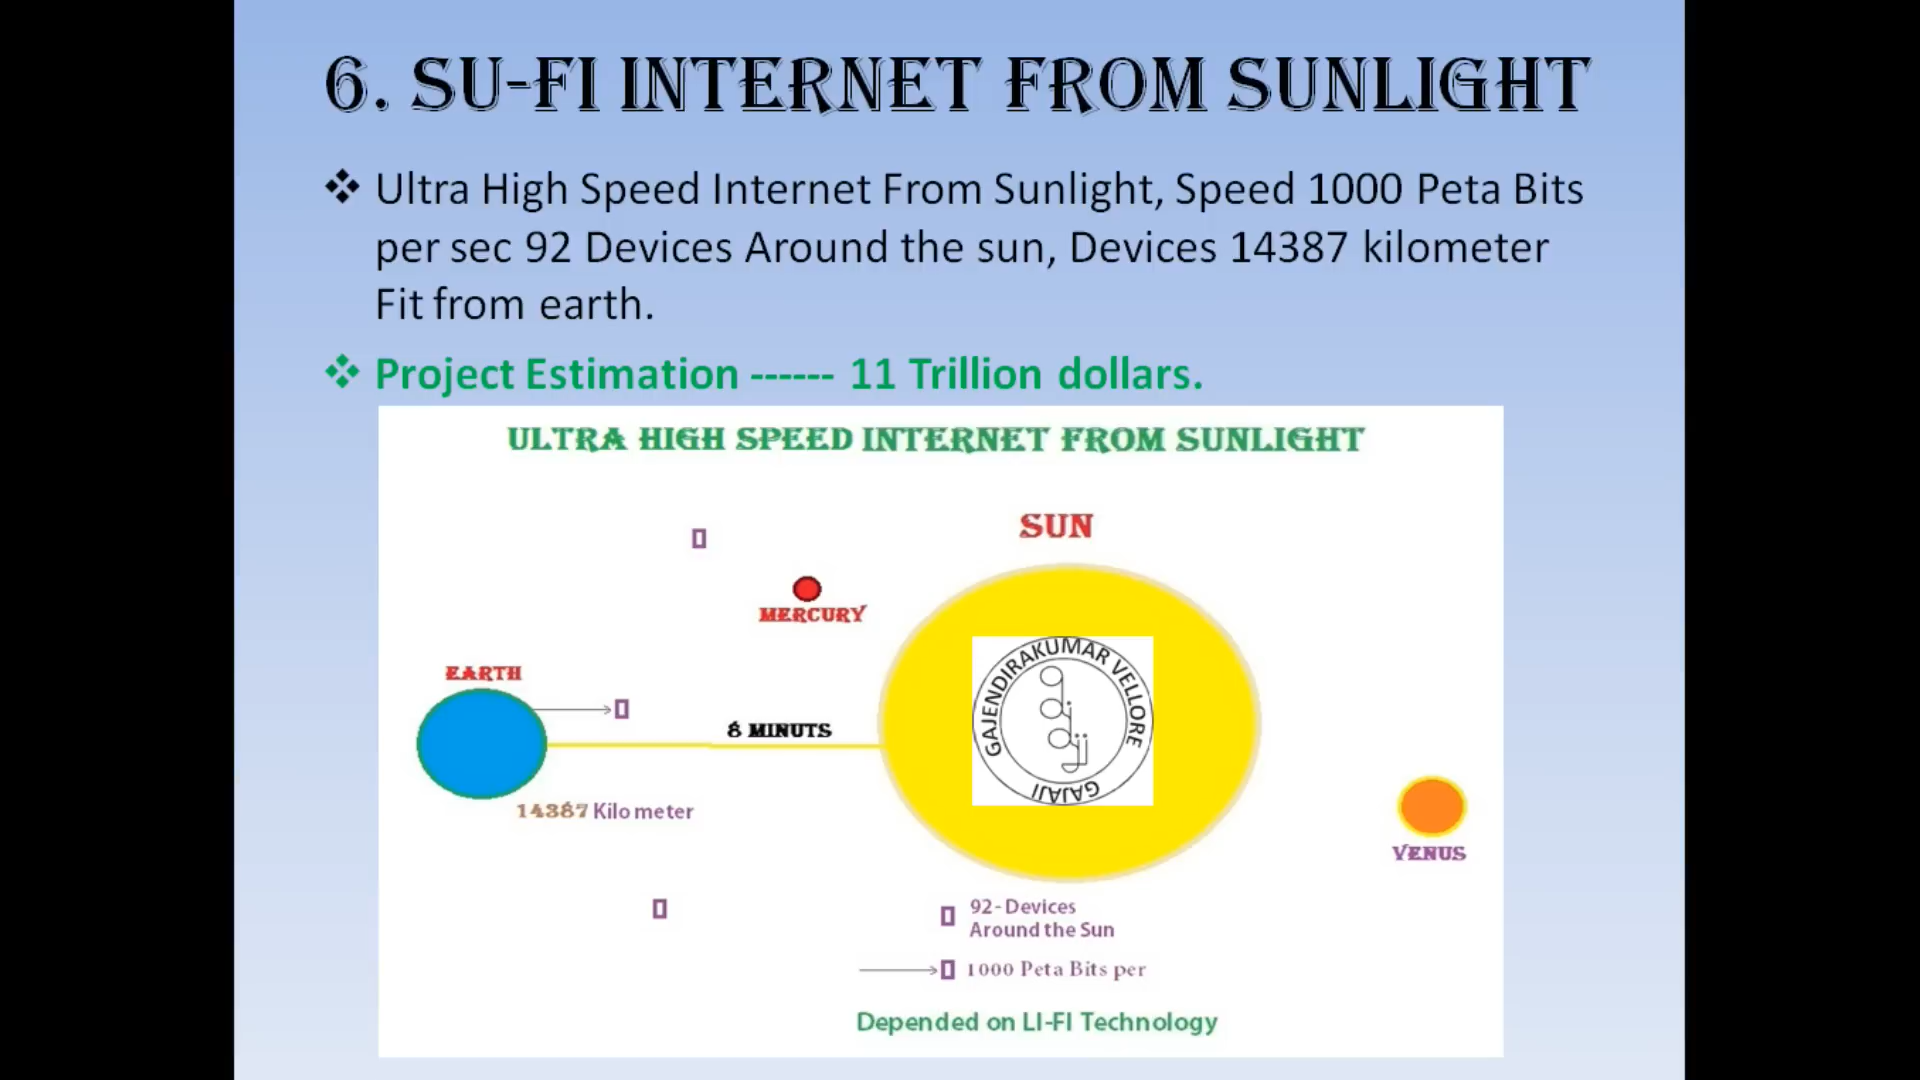 6. SU-FI INTERNET FROM SUNLIGHT
Ultra High Speed Internet From Sunlight, Speed 1000 Peta Bits
per sec 92 Devices Around the sun, Devices 14387 kilometer
Fit from earth.
Project Estimation ------ 11 Trillion dollars.
ULTRA HIGH SPEED INTERNET FROM SUNLIGHT
SUN
MERCURY
EARTH
8 MINUTS
GAJENDIRAKUMAR VELLORE
GAJAJI
14387 Kilo meter
VENUS
92- Devices
Around the Sun
1000 Peta Bits per
Depended on LI-FI Technology